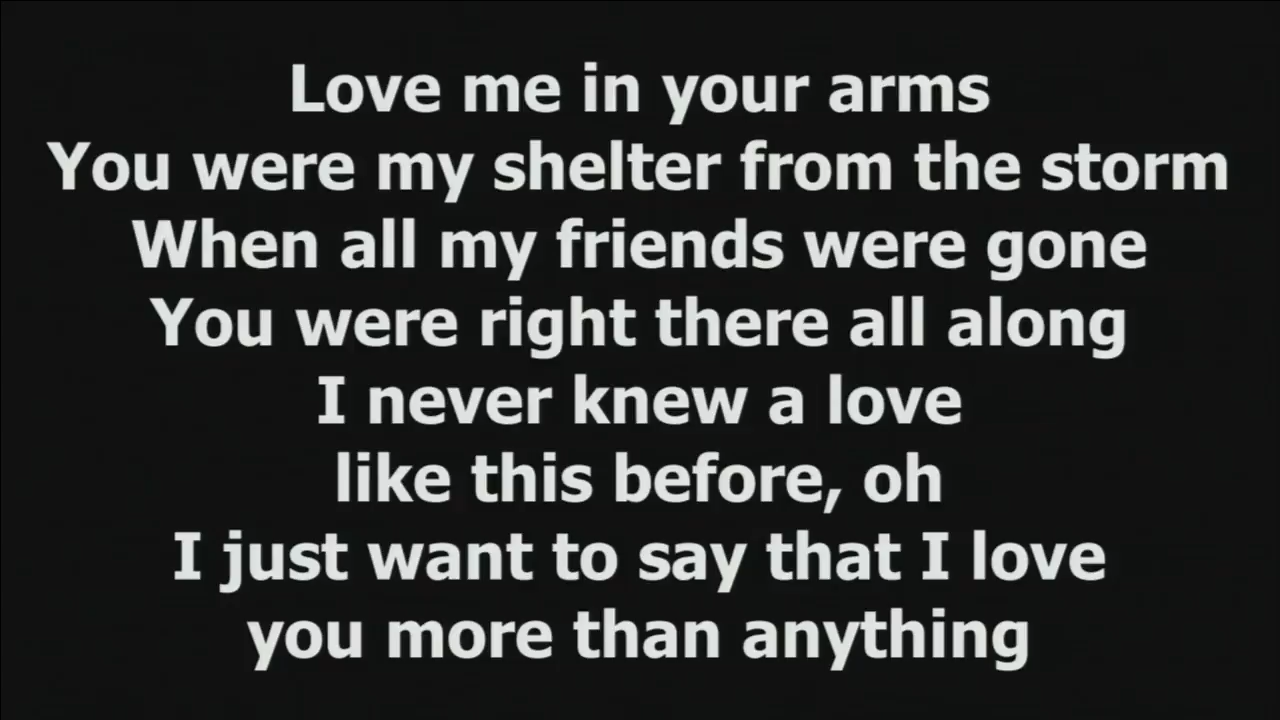 Love me in your arms
You were my shelter from the storm
When all my friends were gone
You were right there all along
I never knew a love
like this before, oh
I just want to say that I love
you more than anything